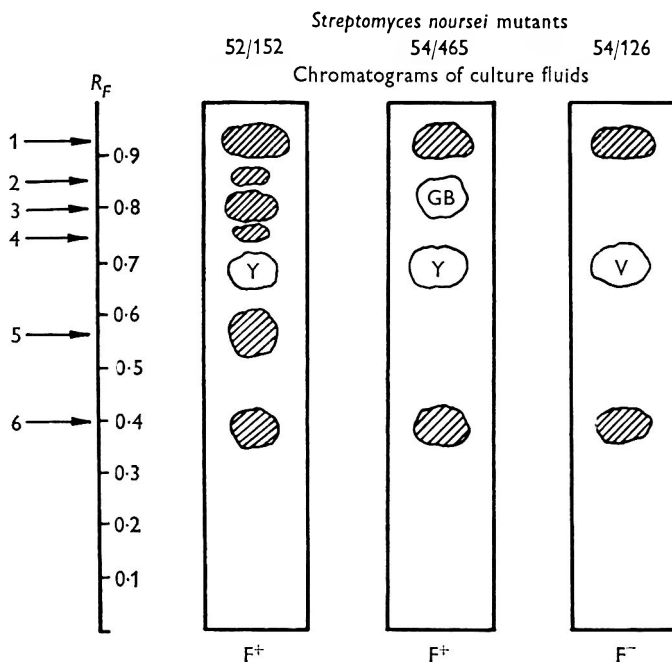 Streptomyces noursei mutants
52/152 54/465 54/126
Chromatograms of culture fluids
RF
1
0·9
2
GB
3
0·8
4
0·7
Y Y V
0·6
5
0·5
6
0·4
0·3
0·2
0·1
F+ F+ F−